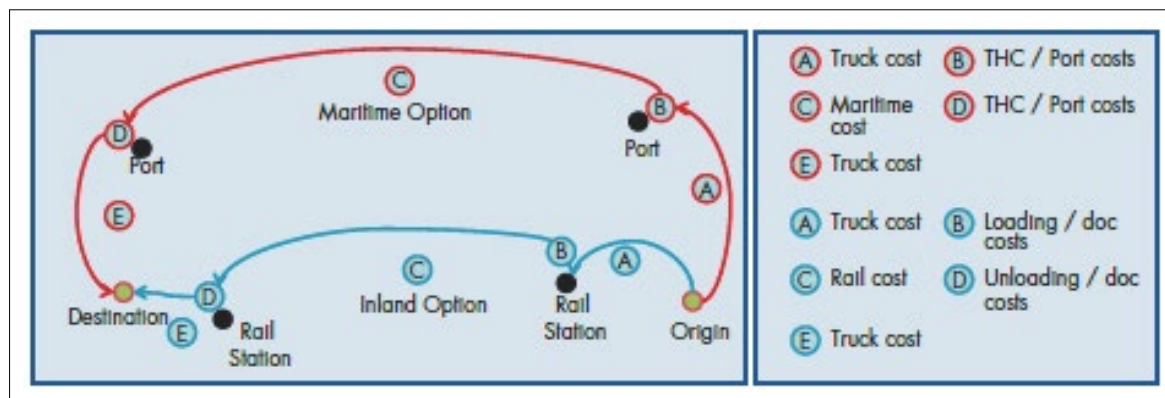 C
Maritime Option
B
D
Port
Port
A
E
B
A
C
Inland Option
D
Destination
E
Rail
Station
Rail
Station
Origin
A Truck cost
B THC / Port costs
C Maritime
cost
D THC / Port costs
E Truck cost
A Truck cost
B Loading / doc
costs
C Rail cost
D Unloading / doc
costs
E Truck cost